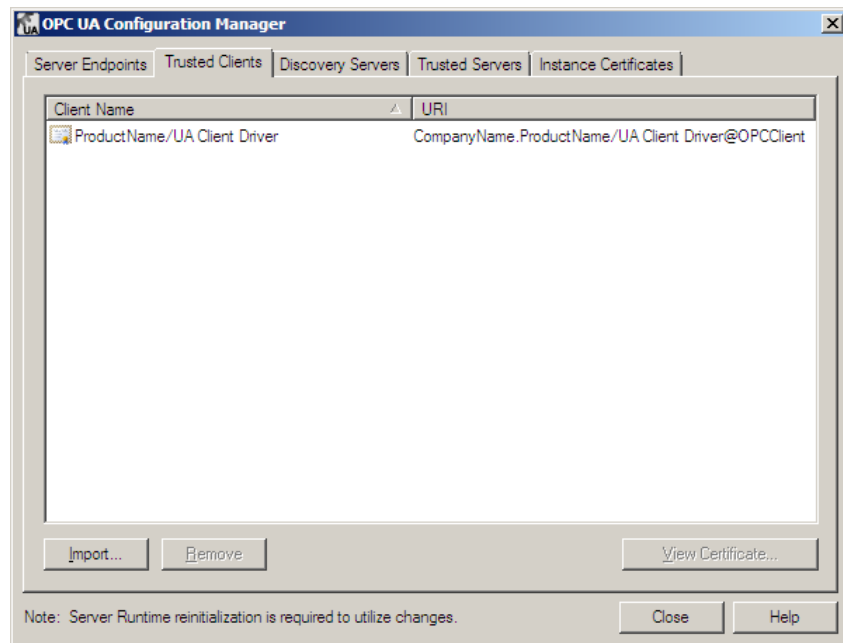 OPC UA Configuration Manager
Server Endpoints Trusted Clients Discovery Servers Trusted Servers Instance Certificates
Client Name URI
ProductName/UA Client Driver CompanyName.ProductName/UA Client Driver@OPCClient
Import... Remove View Certificate...
Note: Server Runtime reinitialization is required to utilize changes. Close Help